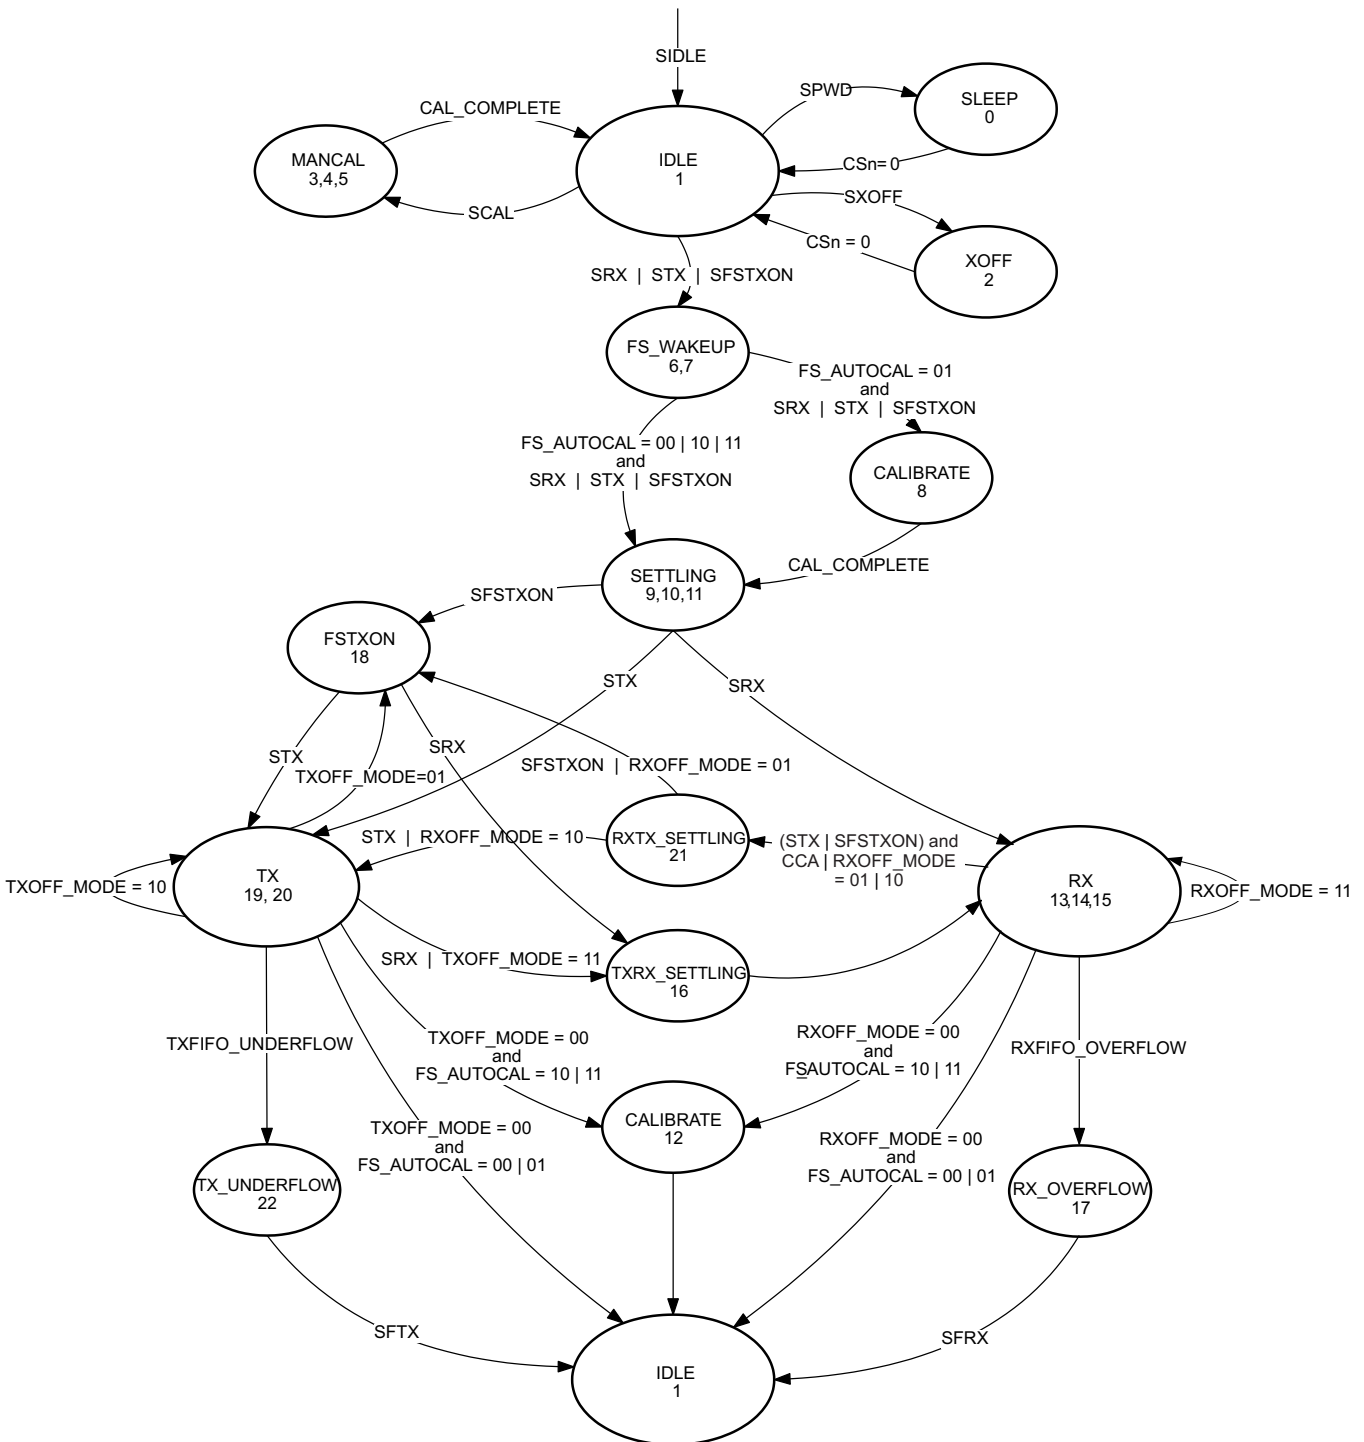 SIDLE
SPWD
SLEEP
0
CAL_COMPLETE
MANCAL
3,4,5
IDLE
1
CSn= 0
SCAL
SXOFF
CSn = 0
XOFF
2
SRX | STX | SFSTXON
FS_WAKEUP
6,7
FS_AUTOCAL = 01
and
SRX | STX | SFSTXON
FS_AUTOCAL = 00 | 10 | 11
and
SRX | STX | SFSTXON
CALIBRATE
8
CAL_COMPLETE
SETTLING
9,10,11
SFSTXON
FSTXON
18
STX
SRX
STX
SRX
TXOFF_MODE=01
SFSTXON | RXOFF_MODE = 01
STX | RXOFF_MODE = 10
RXTX_SETTLING
21
(STX | SFSTXON) and
CCA | RXOFF_MODE
= 01 | 10
TXOFF_MODE = 10
TX
19, 20
RX
13,14,15
RXOFF_MODE = 11
SRX | TXOFF_MODE = 11
TXRX_SETTLING
16
TXFIFO_UNDERFLOW
TXOFF_MODE = 00
and
FS_AUTOCAL = 10 | 11
RXOFF_MODE = 00
and
FS_AUTOCAL = 10 | 11
RXFIFO_OVERFLOW
CALIBRATE
12
TXOFF_MODE = 00
and
FS_AUTOCAL = 00 | 01
RXOFF_MODE = 00
and
FS_AUTOCAL = 00 | 01
TX_UNDERFLOW
22
RX_OVERFLOW
17
SFTX
SFRX
IDLE
1